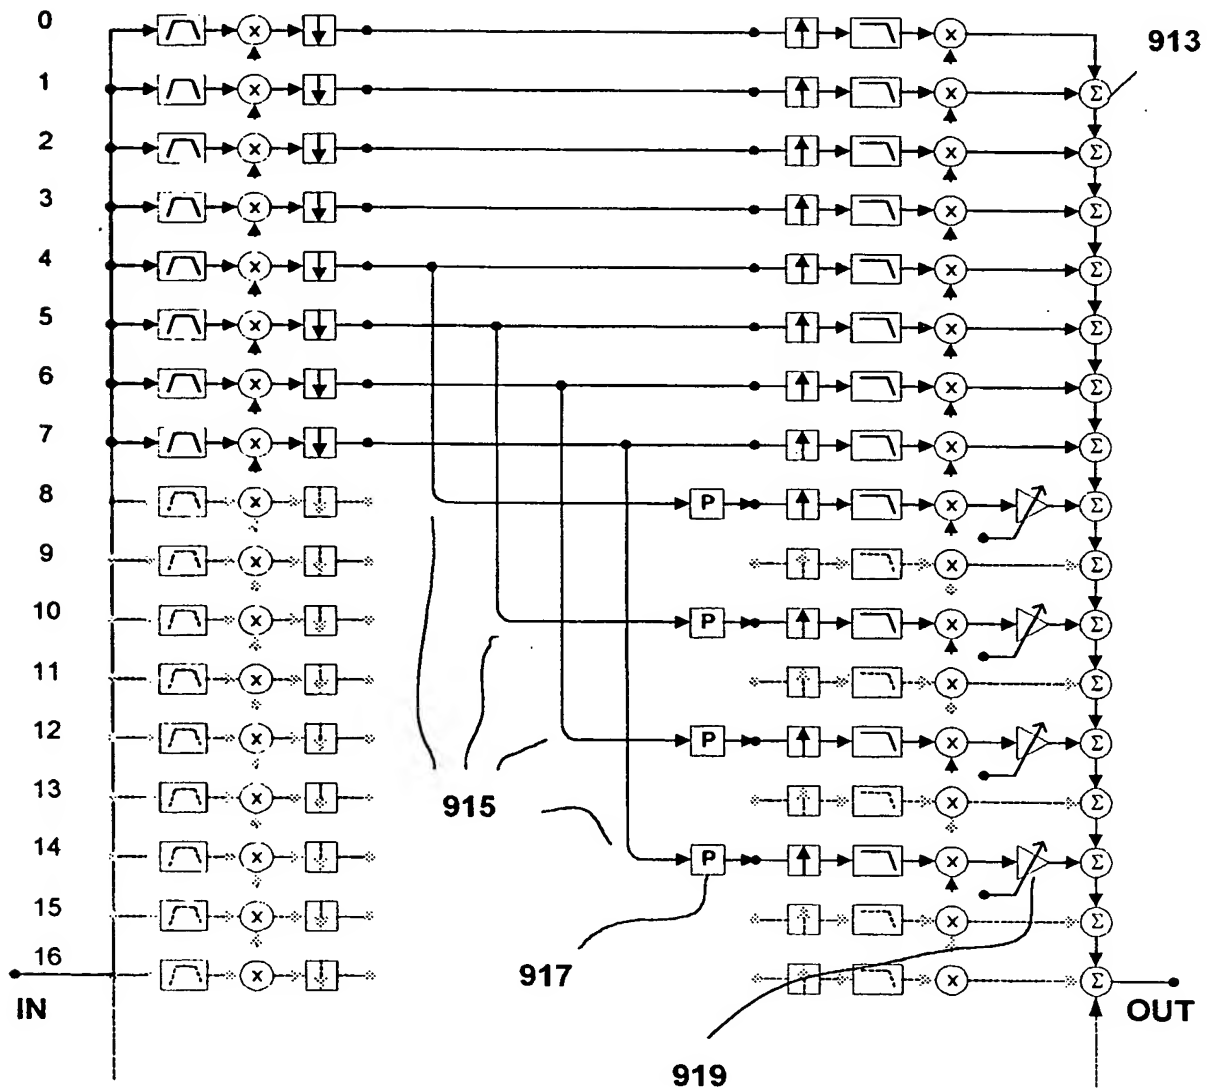 0 X X
913
1 X X Σ
2 X X Σ
3 X X Σ
4 X X Σ
5 X X Σ
6 X X Σ
7 X X Σ
8 X P X Σ
9 X X Σ
10 X P X Σ
11 X X Σ
12 X P X Σ
915
13 X X Σ
14 X P X Σ
15 X X Σ
917
16 X X Σ
IN
OUT
919